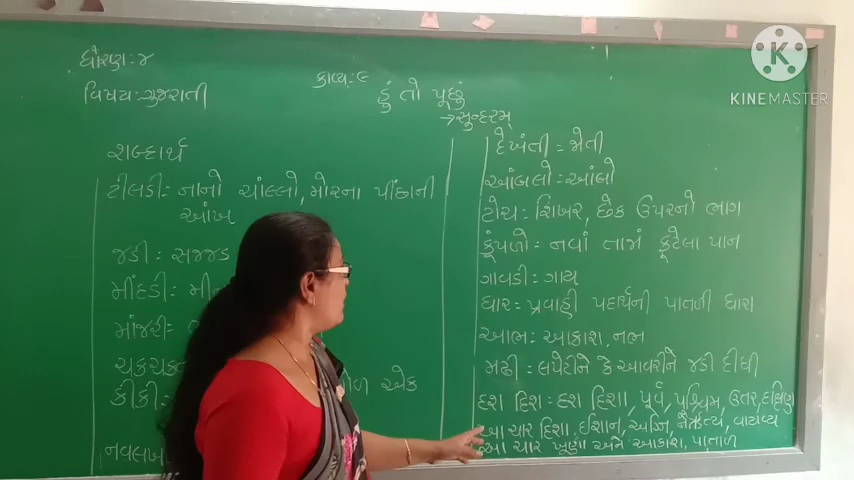 ધોરણ: ૪
વિષય: ગુજરાતી
કાવ્ય: ૯
હું તો પૂછું
→ સુન્દરમ્
શબ્દાર્થ
ટીલડી: નાનો ચાંલ્લો, મોરના પીંછાની
આંખ
જડી: સજ્જડ
મીંદડી:
માંજરી:
કીકી:
એક
દેખંતી = જોતી
આંબલો = આંબો
ટોચ: શિખર, છેક ઉપરનો ભાગ
કૂંપળો = નવાં તાજાં ફૂટેલા પાન
ગાવડી: ગાય
ધાર: પ્રવાહી પદાર્થની પાતળી ધારા
આભ: આકાશ, નભ
મઢી: લપેટીને કે આવરીને જડી દીધી
દશ દિશ: દશ દિશા, પૂર્વ, પશ્ચિમ, ઉતર, દક્ષિણ
આ ચાર દિશા, ઈશાન, અગ્નિ, નૈઋત્ય, વાયવ્ય
આ ચાર ખૂણા અને આકાશ, પાતાળ
KINEMASTER